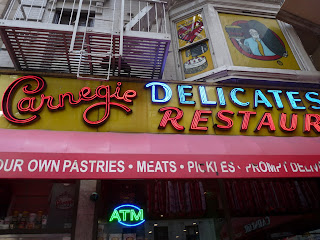 Carnegie DELICATES
RESTAUR
OUR OWN PASTRIES • MEATS • PICKLES • PROMPT DELIV
ATM